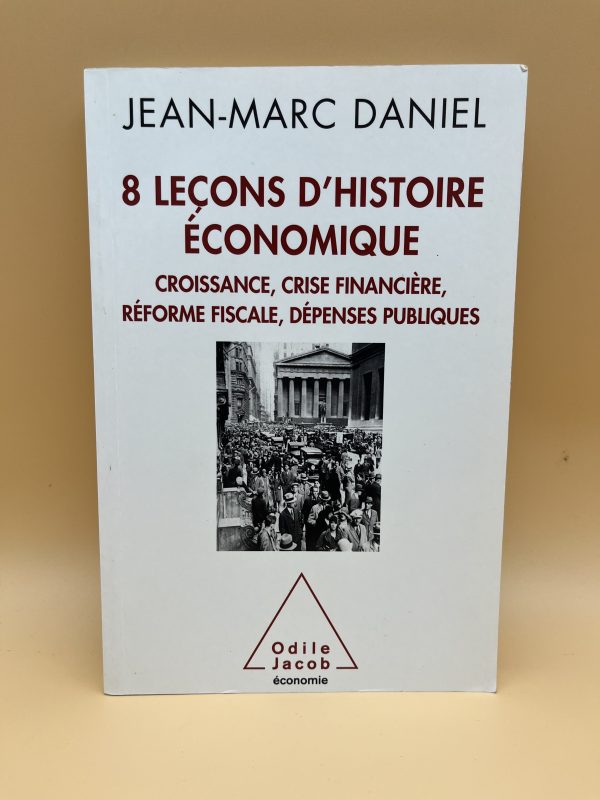 JEAN-MARC DANIEL
8 LEÇONS D'HISTOIRE
ÉCONOMIQUE
CROISSANCE, CRISE FINANCIÈRE,
RÉFORME FISCALE, DÉPENSES PUBLIQUES
Odile
Jacob
économie